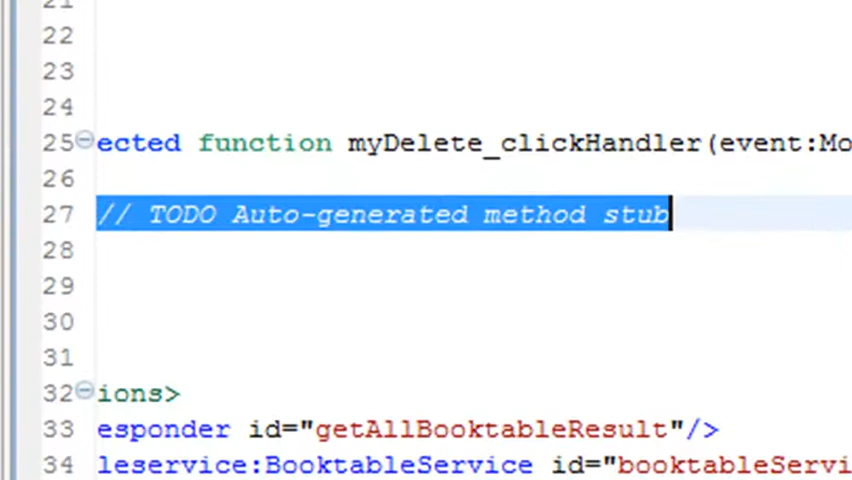 21
22
23
24
25 ected function myDelete_clickHandler(event:Mo
26
27 // TODO Auto-generated method stub
28
29
30
31
32 ions>
33 esponder id="getAllBooktableResult"/>
34 leservice:BooktableService id="booktableServi